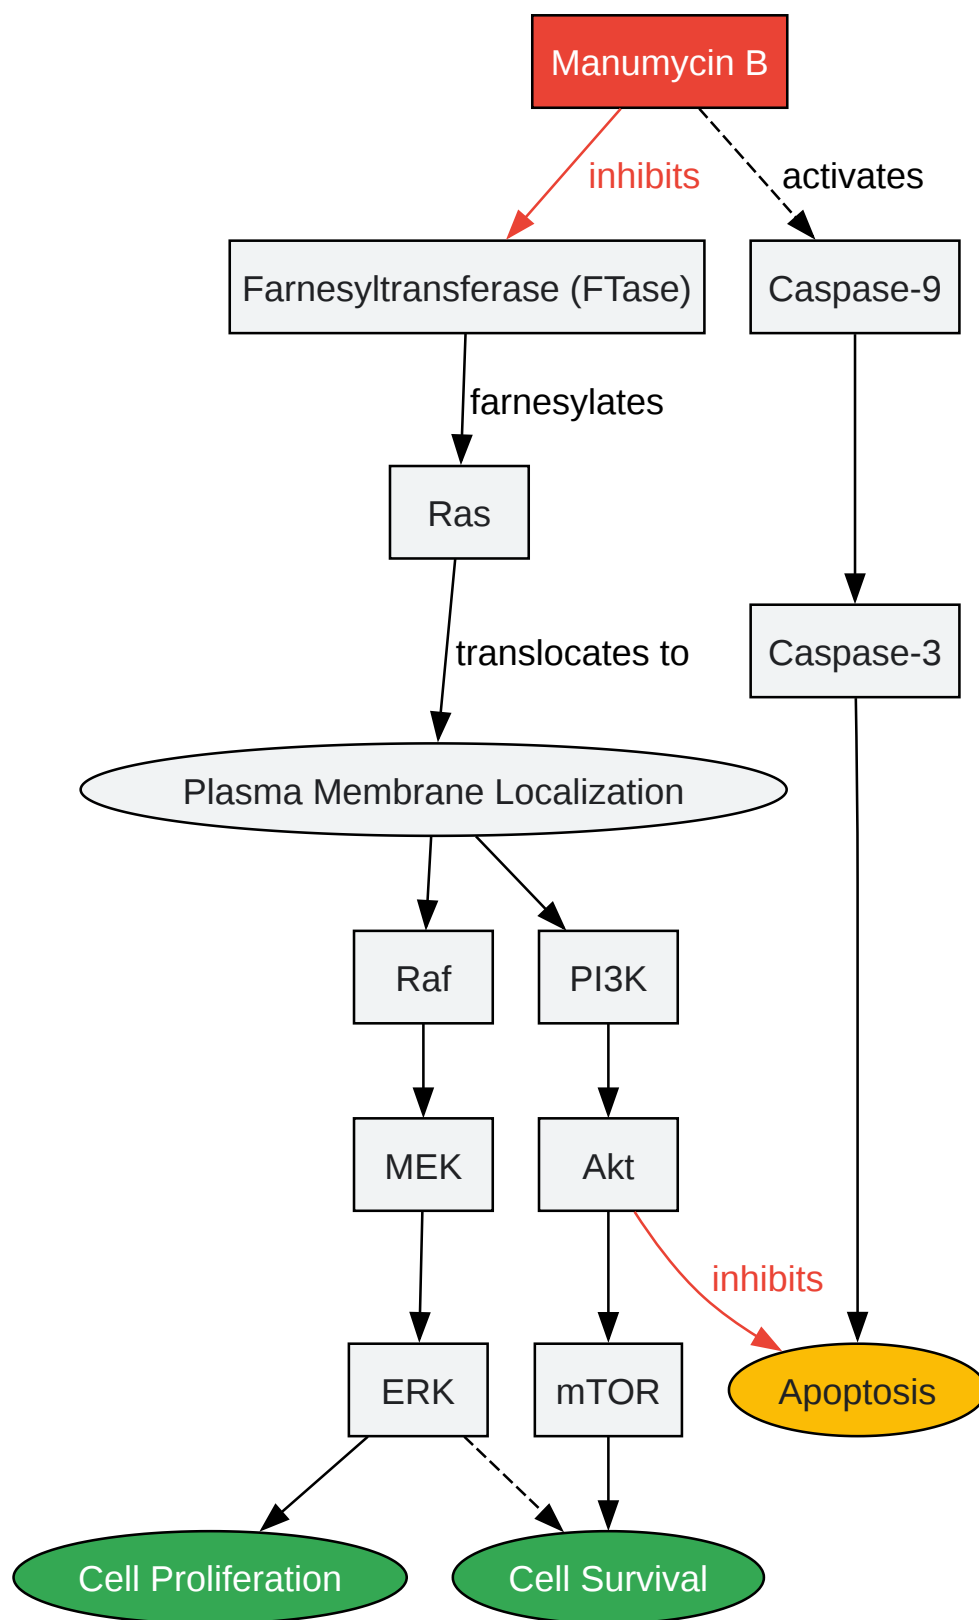 Manumycin B
inhibits
activates
Farnesyltransferase (FTase)
Caspase-9
farnesylates
Ras
translocates to
Caspase-3
Plasma Membrane Localization
Raf
PI3K
MEK
Akt
inhibits
ERK
mTOR
Apoptosis
Cell Proliferation
Cell Survival